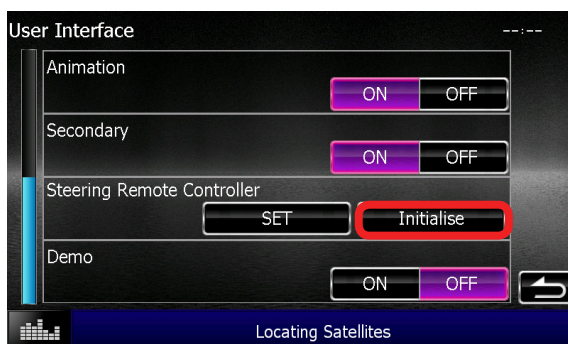 User Interface --:--
Animation
ON OFF
Secondary
ON OFF
Steering Remote Controller
SET Initialise
Demo
ON OFF
Locating Satellites